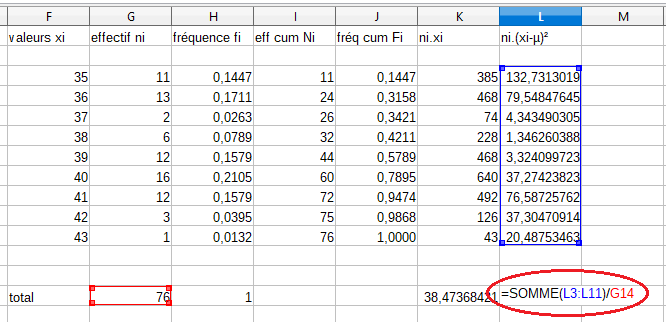 F G H I J K L M
valeurs xi effectif ni fréquence fi eff cum Ni fréq cum Fi ni.xi ni.(xi-µ)²
35 11 0,1447 11 0,1447 385 132,7313019
36 13 0,1711 24 0,3158 468 79,54847645
37 2 0,0263 26 0,3421 74 4,343490305
38 6 0,0789 32 0,4211 228 1,346260388
39 12 0,1579 44 0,5789 468 3,324099723
40 16 0,2105 60 0,7895 640 37,27423823
41 12 0,1579 72 0,9474 492 76,58725762
42 3 0,0395 75 0,9868 126 37,30470914
43 1 0,0132 76 1,0000 43 20,48753463
total 76 1 38,47368421 =SOMME(L3:L11)/G14